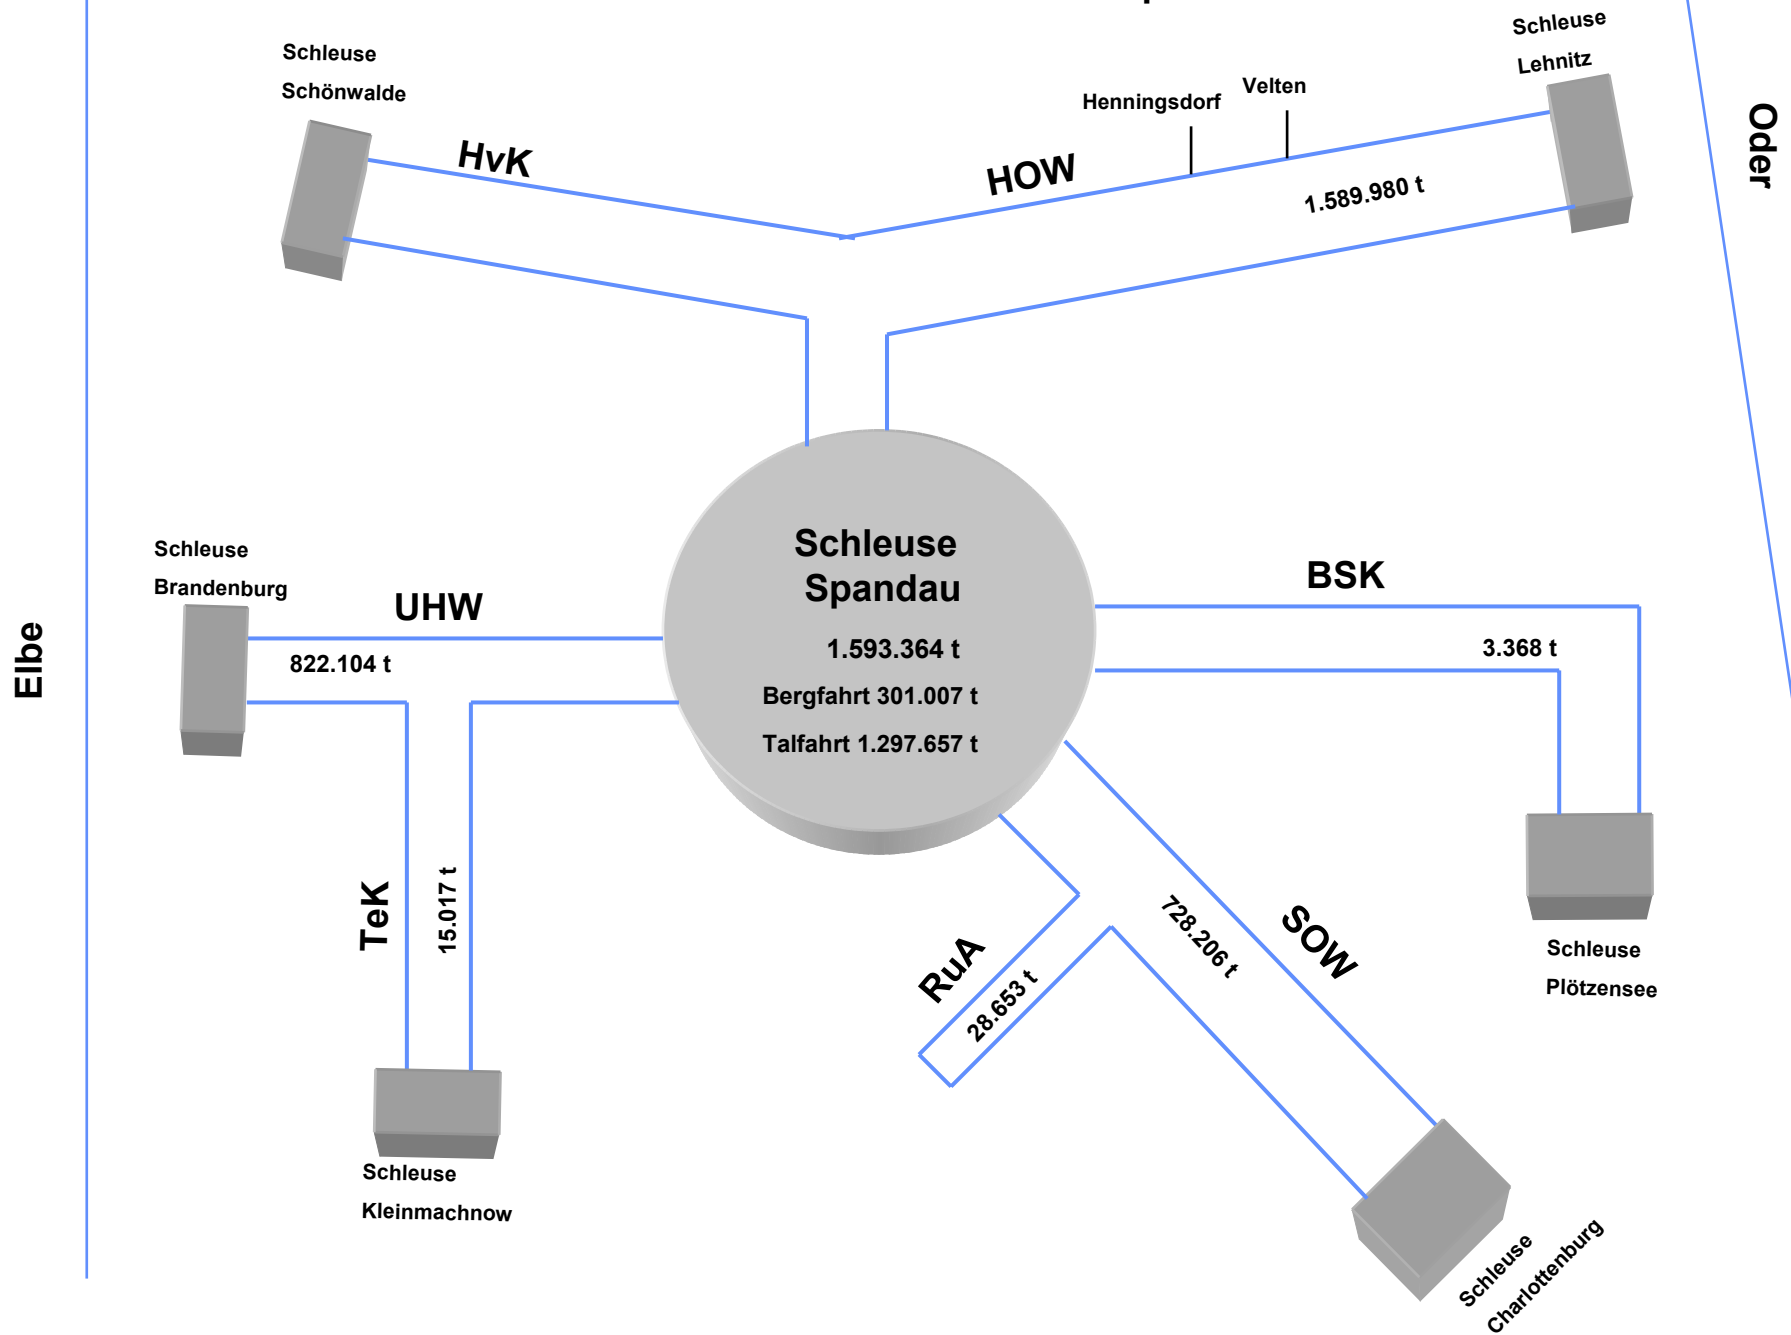 Schleuse
Schönwalde
HvK
HOW
Henningsdorf
Velten
1.589.980 t
Schleuse
Lehnitz
Oder
Elbe
Schleuse
Brandenburg
UHW
822.104 t
Schleuse
Spandau
1.593.364 t
Bergfahrt 301.007 t
Talfahrt 1.297.657 t
BSK
3.368 t
TeK
15.017 t
RuA
28.653 t
728.206 t
SOW
Schleuse
Plötzensee
Schleuse
Kleinmachnow
Schleuse
Charlottenburg